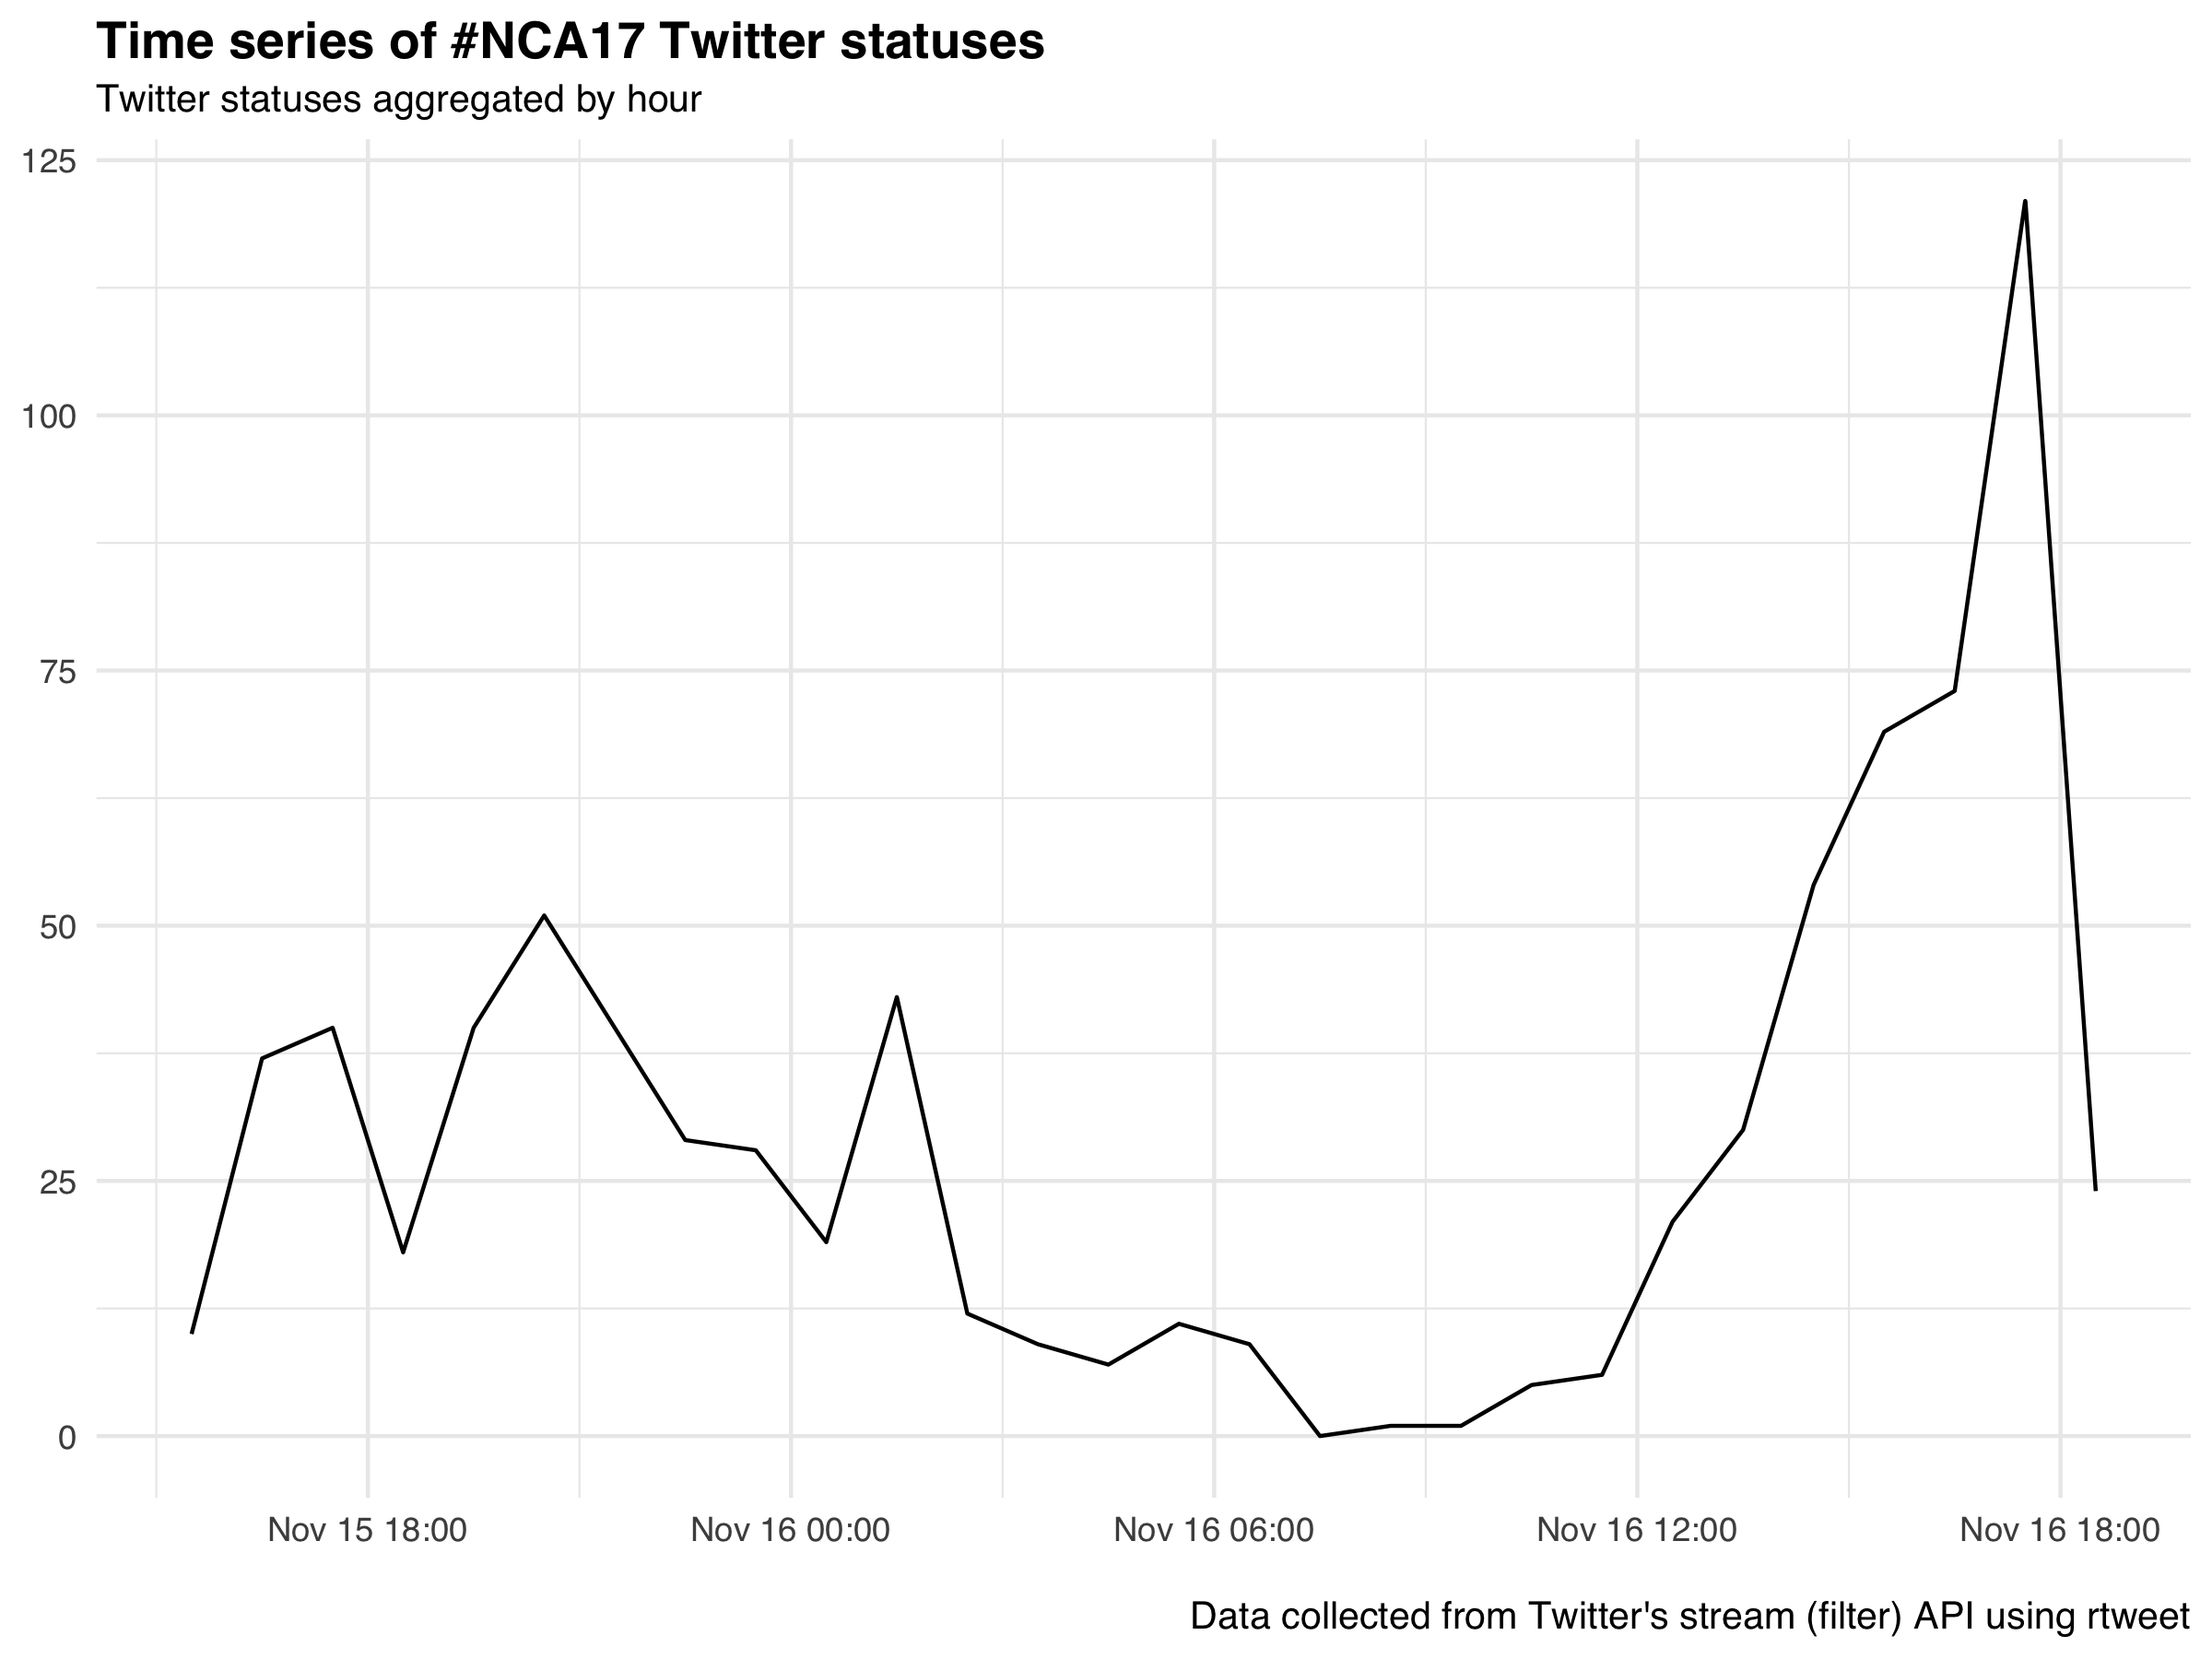 Time series of #NCA17 Twitter statuses
Twitter statuses aggregated by hour
125
100
75
50
25
0
Nov 15 18:00 Nov 16 00:00 Nov 16 06:00 Nov 16 12:00 Nov 16 18:00
Data collected from Twitter's stream (filter) API using rtweet